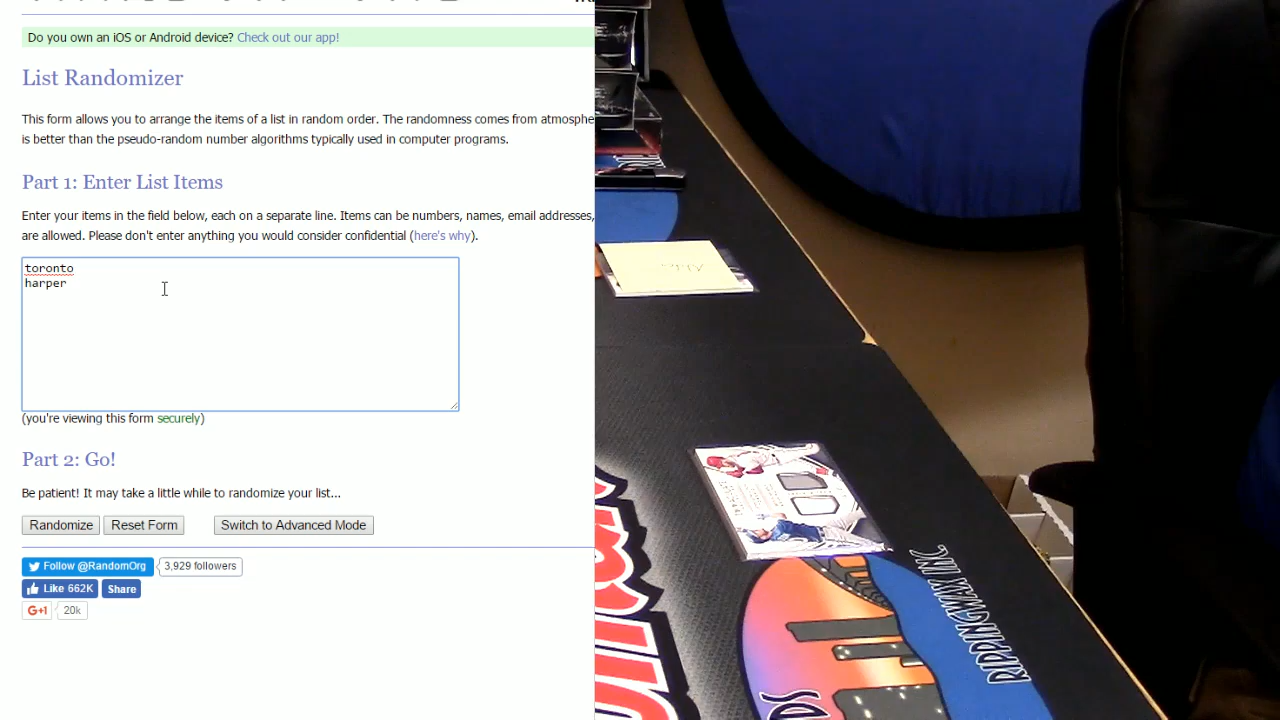 Do you own an iOS or Android device? Check out our app!
List Randomizer
This form allows you to arrange the items of a list in random order. The randomness comes from atmosphe
is better than the pseudo-random number algorithms typically used in computer programs.
Part 1: Enter List Items
Enter your items in the field below, each on a separate line. Items can be numbers, names, email addresses,
are allowed. Please don't enter anything you would consider confidential (here's why).
toronto
harper
(you're viewing this form securely)
Part 2: Go!
Be patient! It may take a little while to randomize your list...
Randomize Reset Form Switch to Advanced Mode
Follow @RandomOrg 3,929 followers
Like 662K Share
G+1 20k
RIPPINGWAX INC.